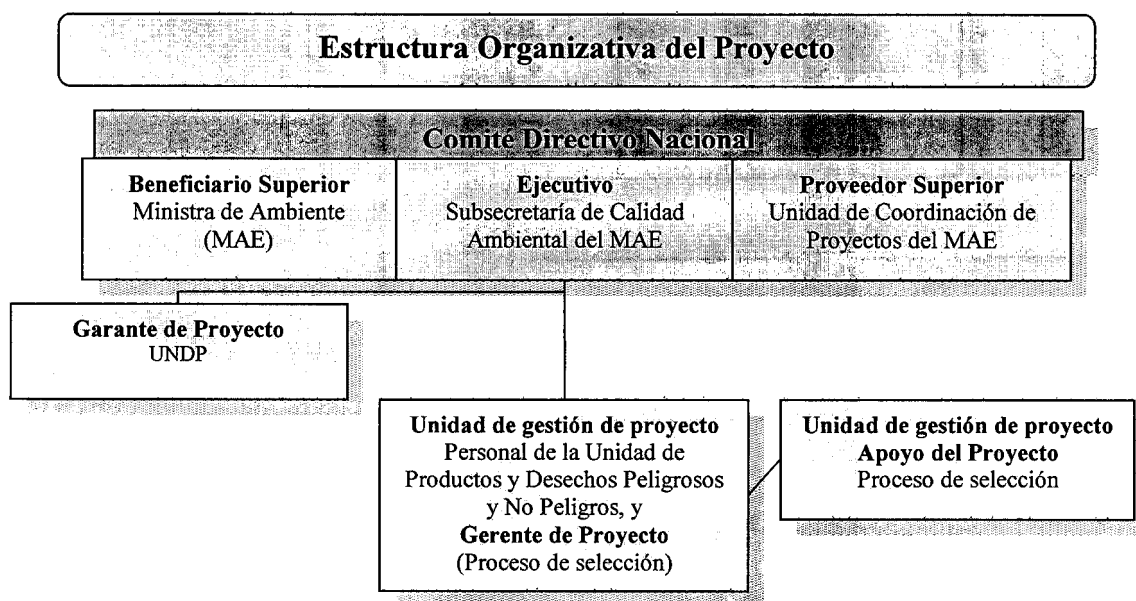 Estructura Organizativa del Proyecto
Comité Directivo Nacional
Beneficiario Superior
Ministra de Ambiente
(MAE)
Ejecutivo
Subsecretaría de Calidad
Ambiental del MAE
Proveedor Superior
Unidad de Coordinación de
Proyectos del MAE
Garante de Proyecto
UNDP
Unidad de gestión de proyecto
Personal de la Unidad de
Productos y Desechos Peligrosos
y No Peligros, y
Gerente de Proyecto
(Proceso de selección)
Unidad de gestión de proyecto
Apoyo del Proyecto
Proceso de selección